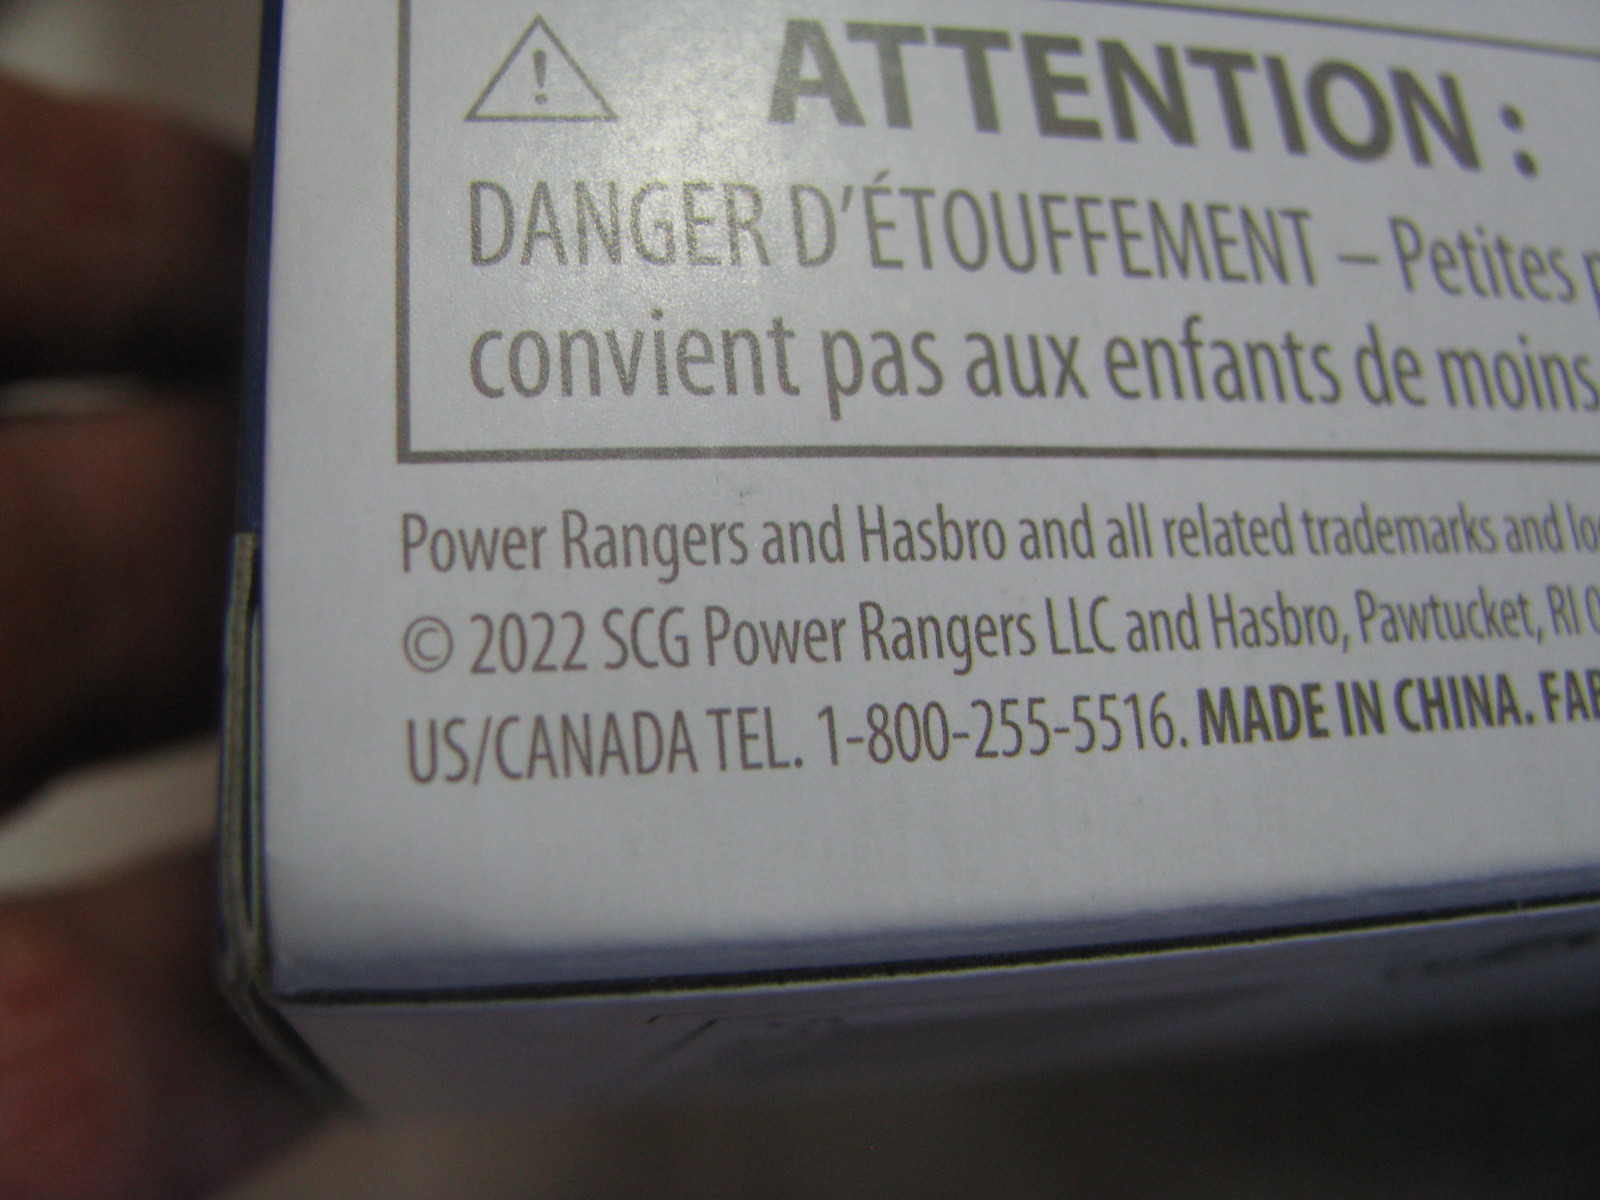 ATTENTION :
DANGER D'ÉTOUFFEMENT – Petites
convient pas aux enfants de moins
Power Rangers and Hasbro and all related trademarks and
© 2022 SCG Power Rangers LLC and Hasbro, Pawtucket, RI
US/CANADA TEL. 1-800-255-5516. MADE IN CHINA.